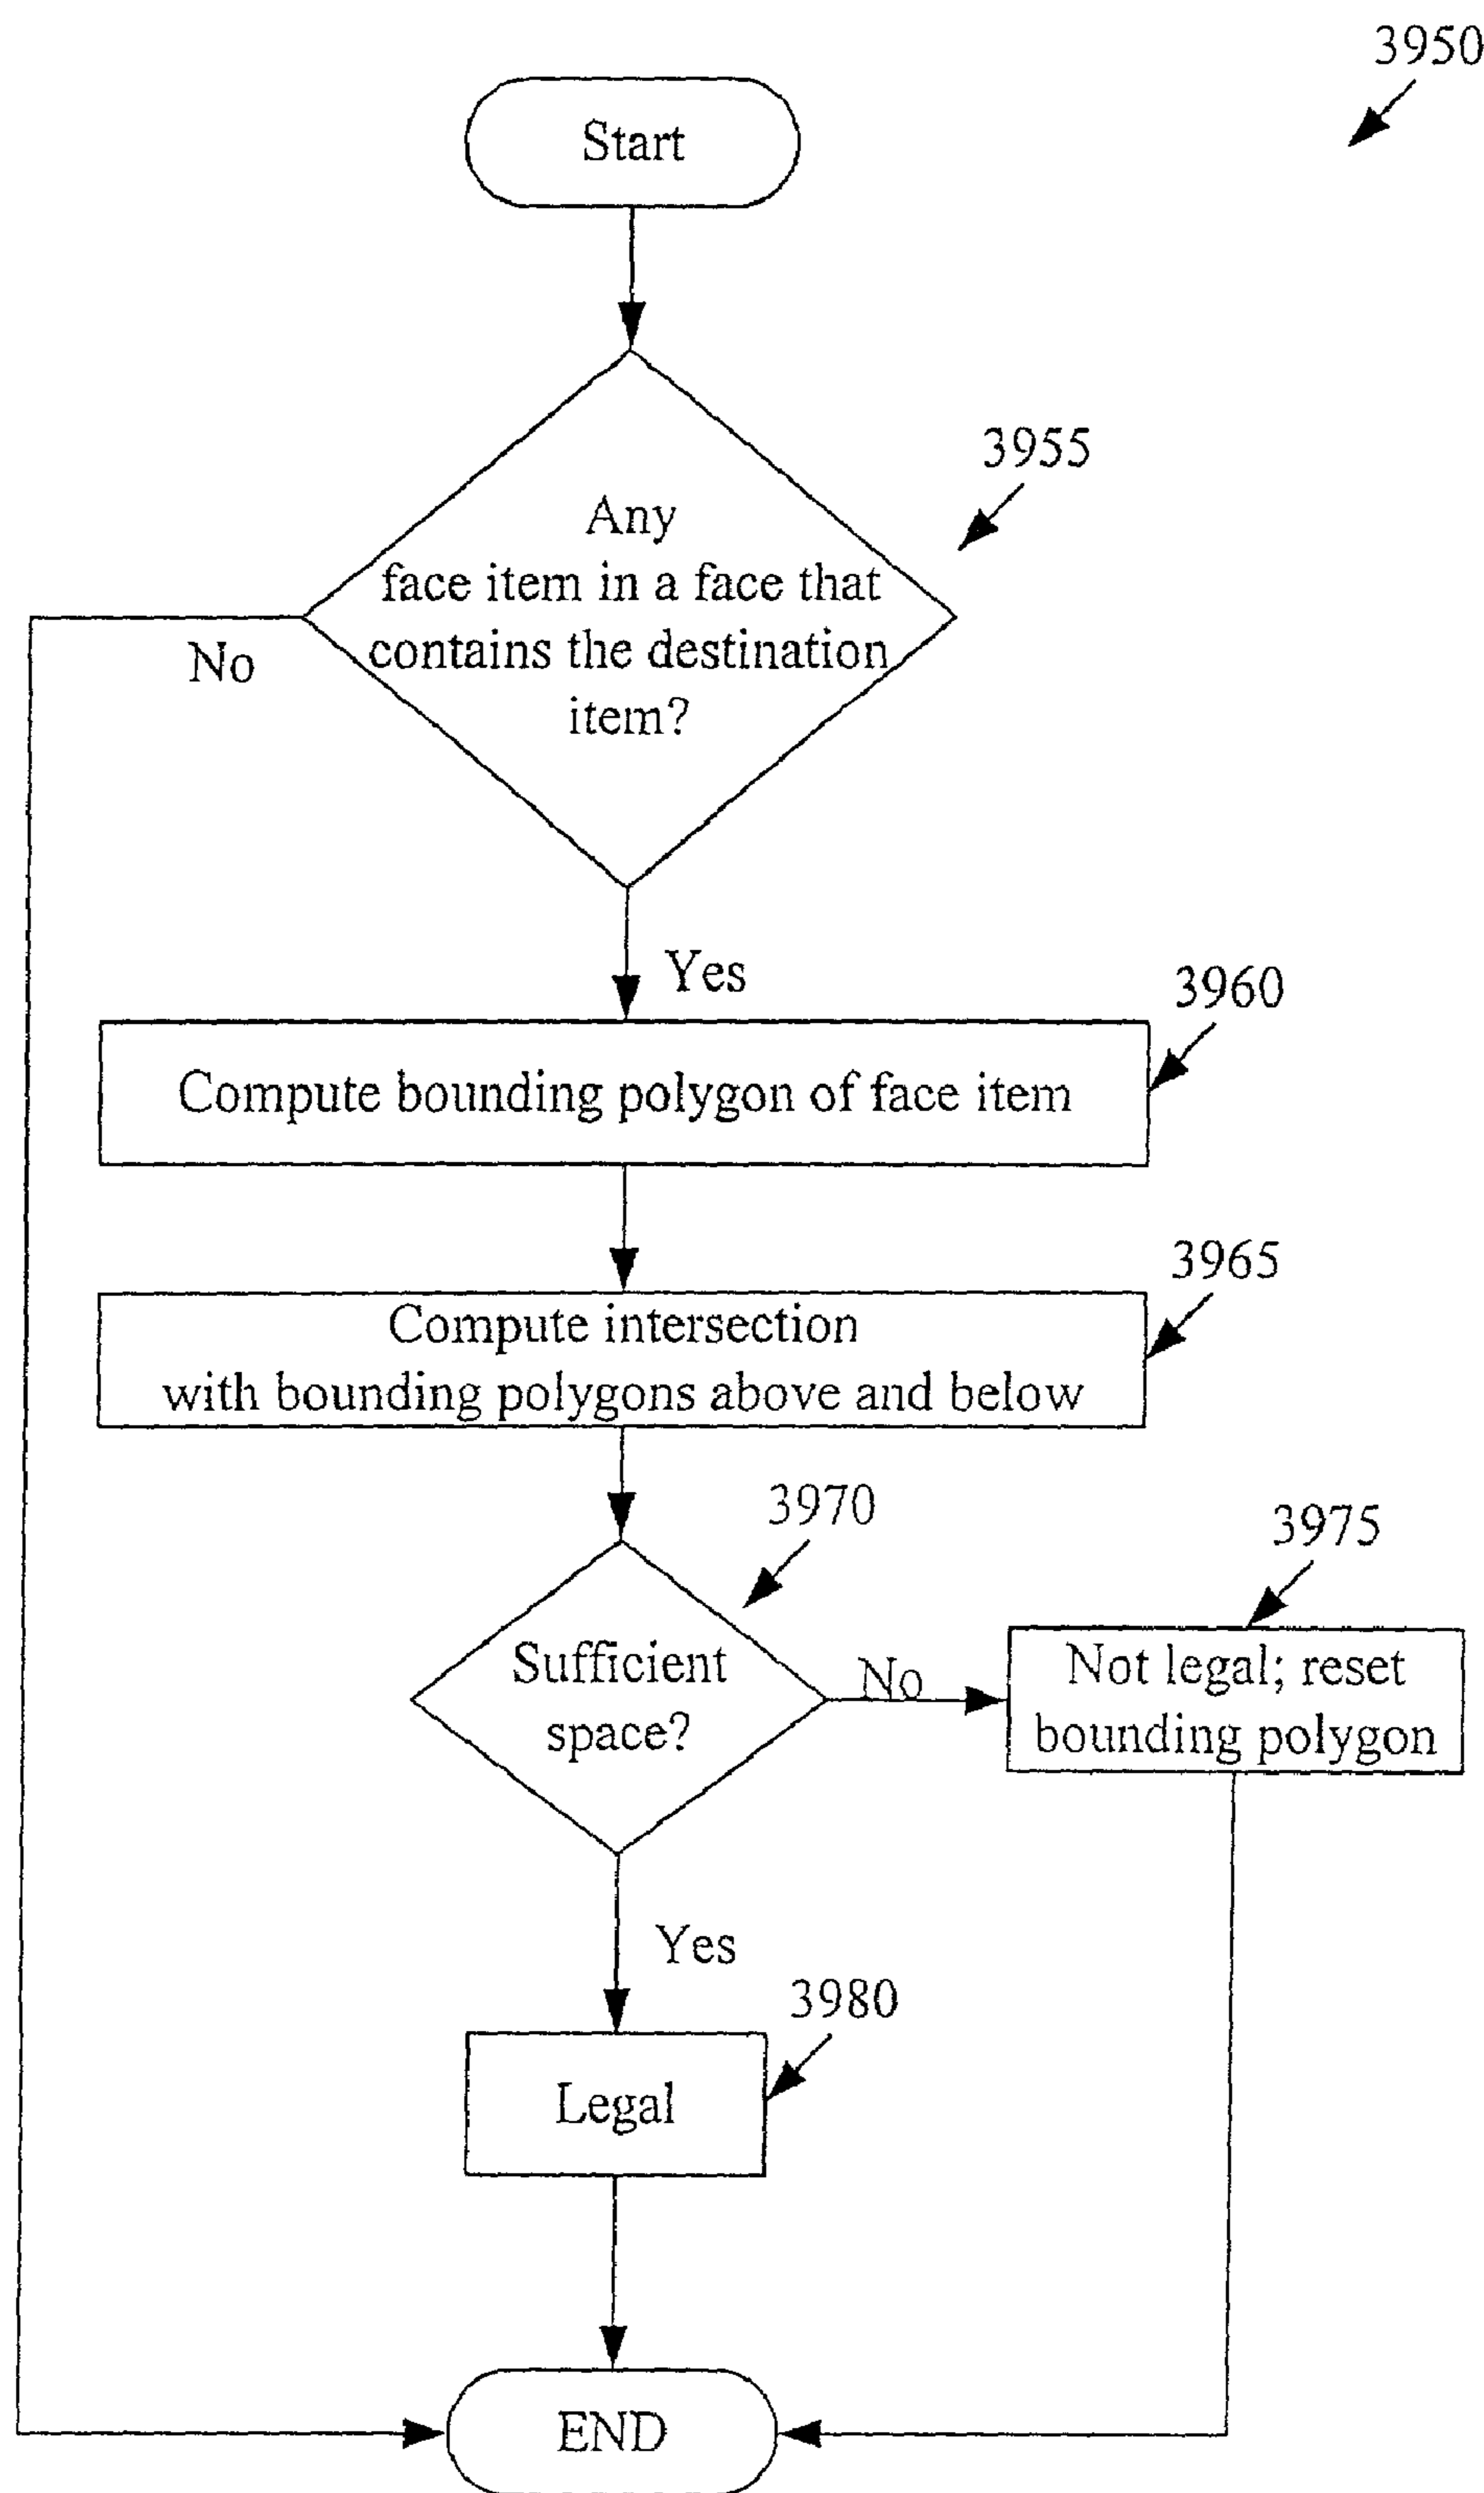 3950
Start
3955
Any
face item in a face that
contains the destination
item?
No
Yes
3960
Compute bounding polygon of face item
3965
Compute intersection
with bounding polygons above and below
3970
3975
Sufficient
space?
No
Not legal; reset
bounding polygon
Yes
3980
Legal
END